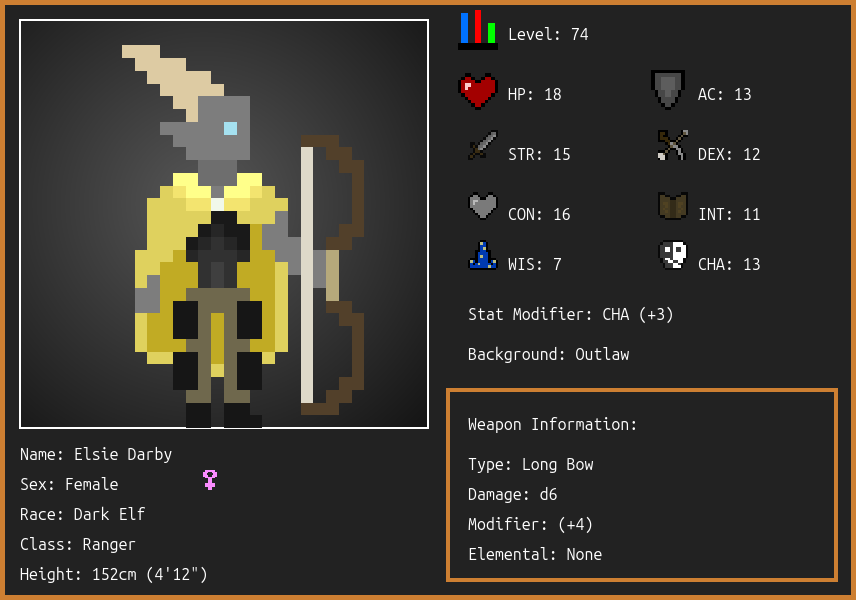 Level: 74
HP: 18
AC: 13
STR: 15
DEX: 12
CON: 16
INT: 11
WIS: 7
CHA: 13
Stat Modifier: CHA (+3)
Background: Outlaw
Weapon Information:
Type: Long Bow
Damage: d6
Modifier: (+4)
Elemental: None
Name: Elsie Darby
Sex: Female
Race: Dark Elf
Class: Ranger
Height: 152cm (4'12")